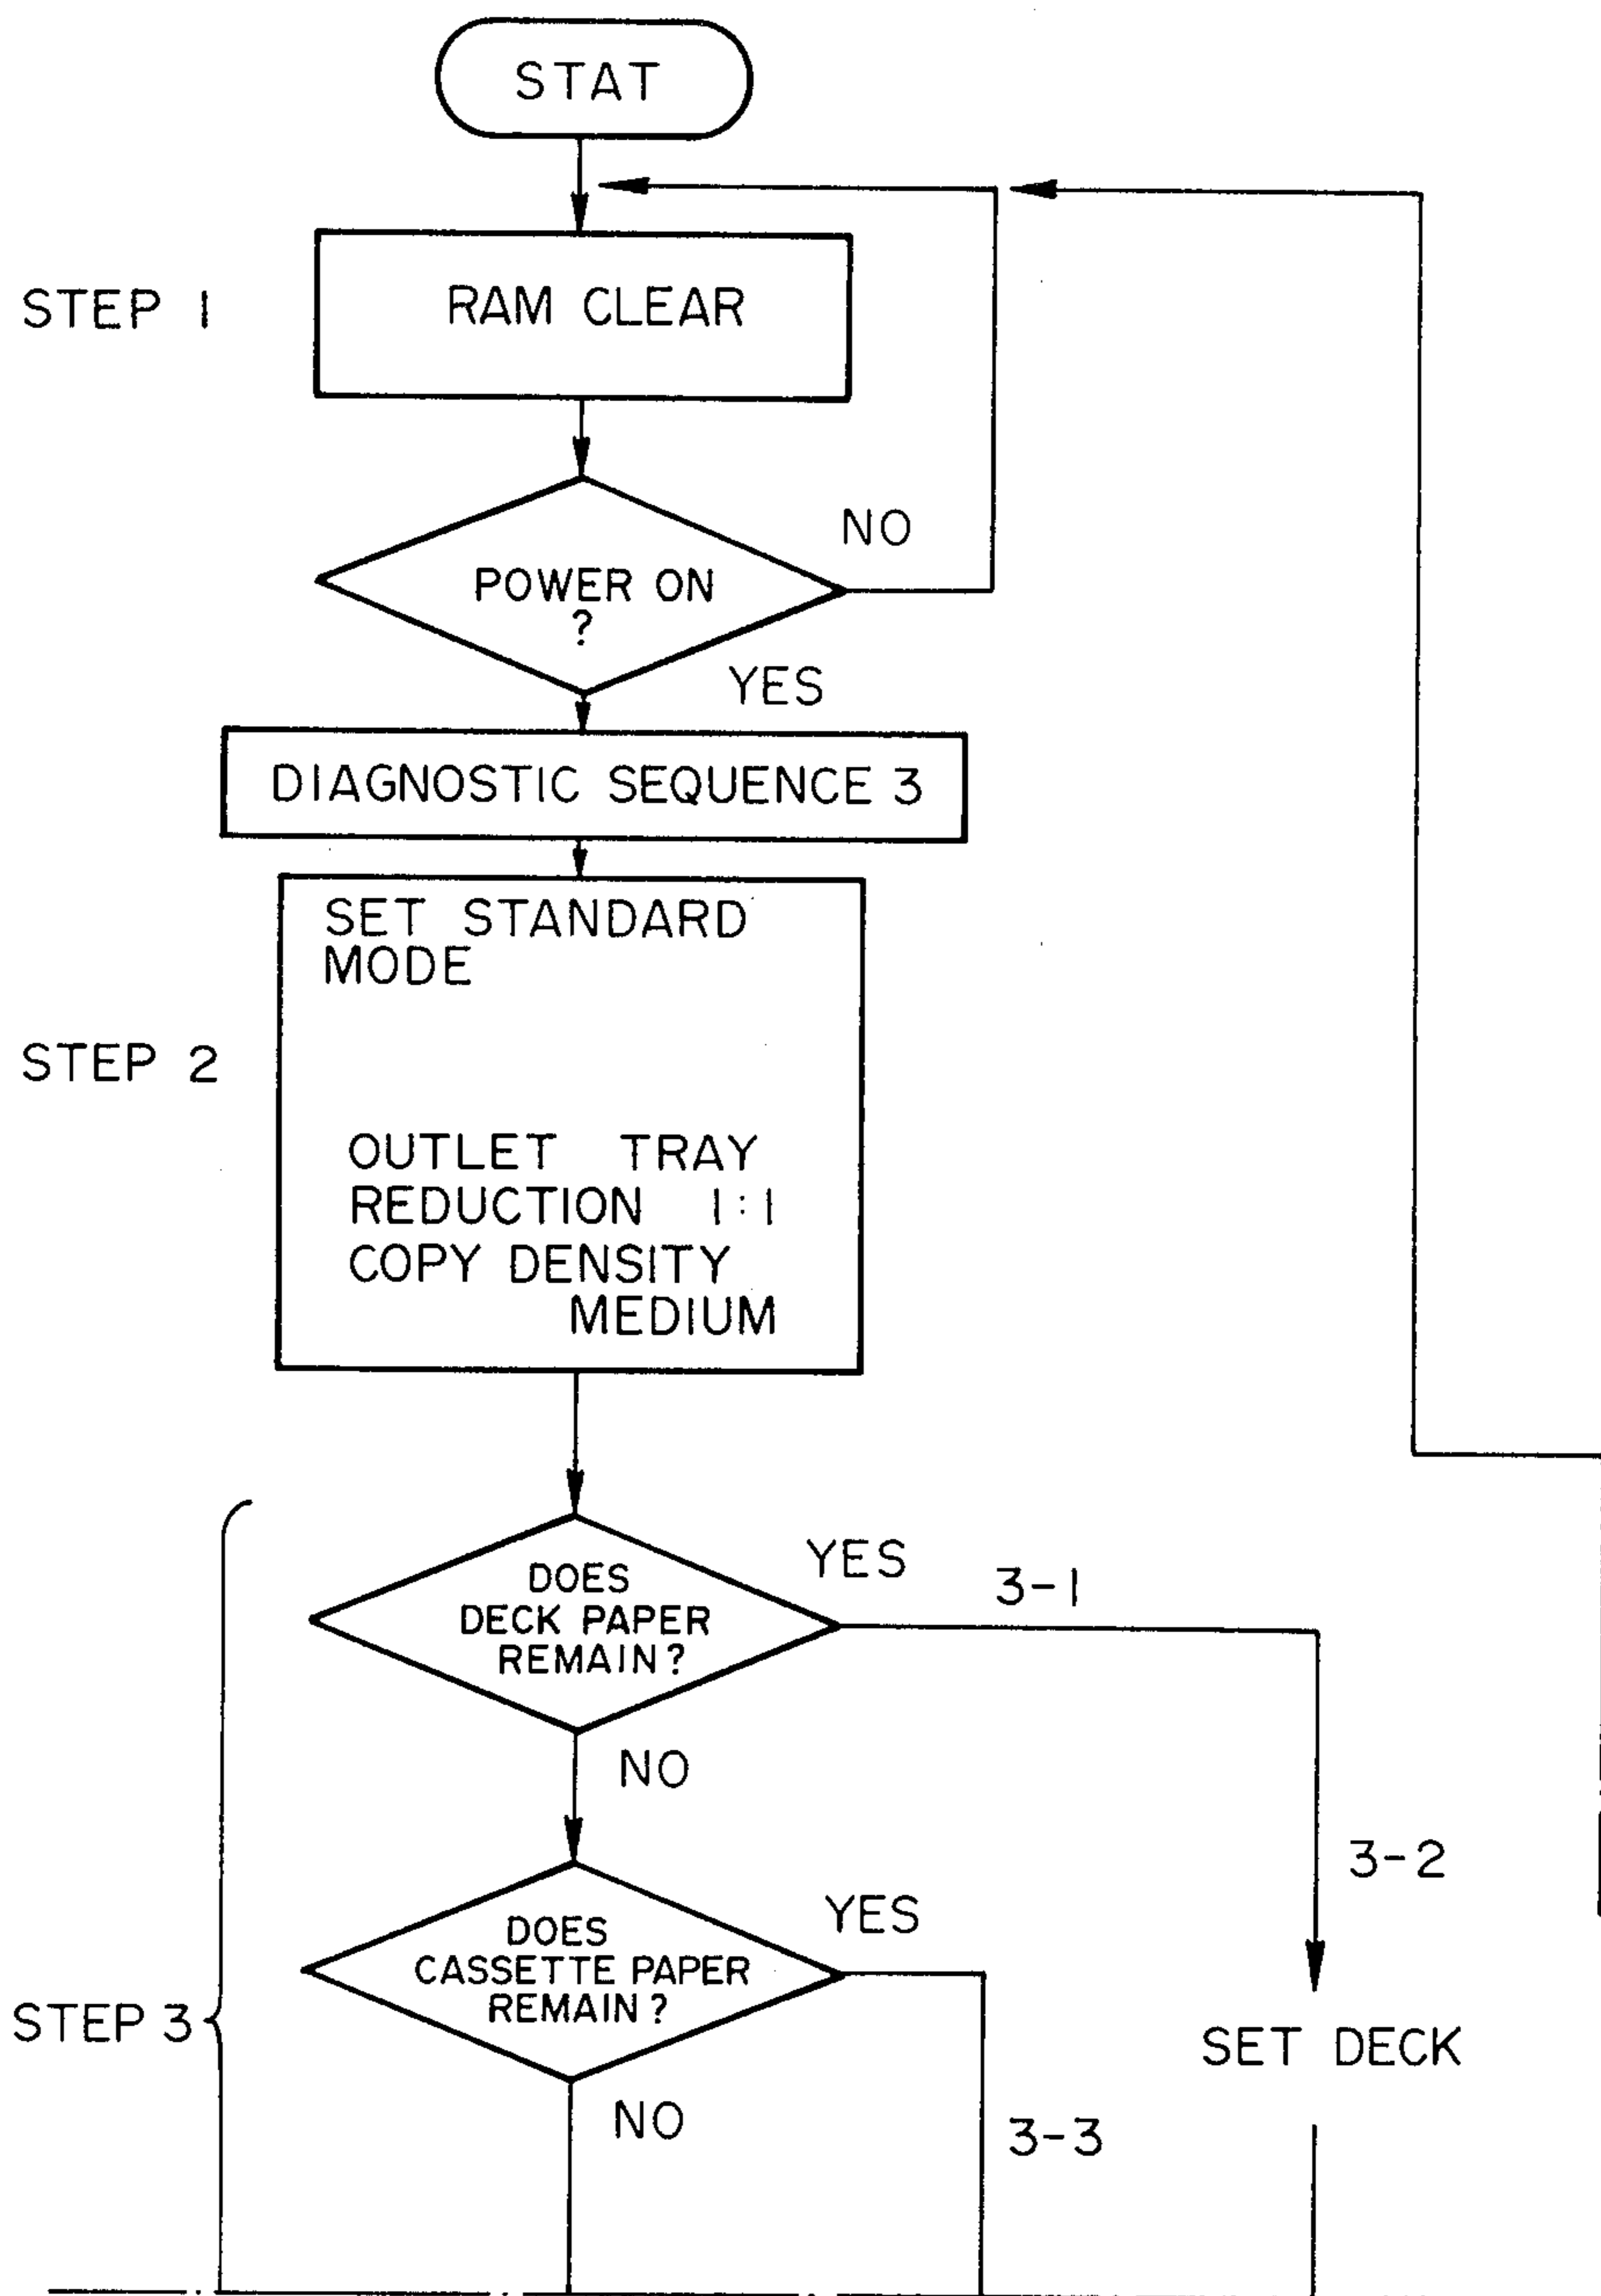 STAT
STEP 1
RAM CLEAR
NO
POWER ON
?
YES
DIAGNOSTIC SEQUENCE 3
SET STANDARD
MODE
STEP 2
OUTLET TRAY
REDUCTION 1:1
COPY DENSITY
MEDIUM
YES
3-1
DOES
DECK PAPER
REMAIN?
NO
3-2
YES
DOES
CASSETTE PAPER
REMAIN?
STEP 3
SET DECK
NO
3-3